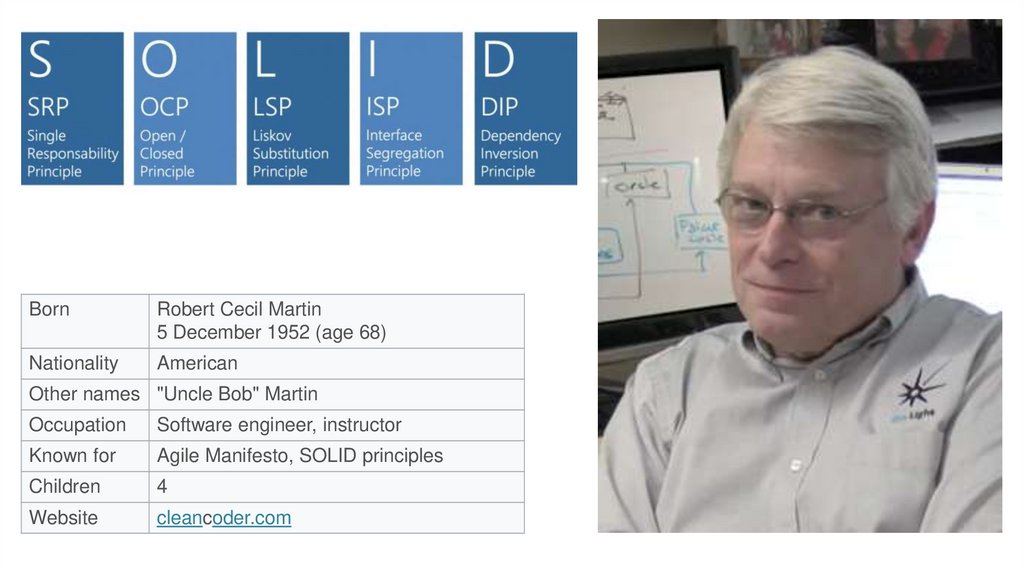 S
SRP
Single
Responsability
Principle
O
OCP
Open /
Closed
Principle
L
LSP
Liskov
Substitution
Principle
I
ISP
Interface
Segregation
Principle
D
DIP
Dependency
Inversion
Principle
Born Robert Cecil Martin
5 December 1952 (age 68)
Nationality American
Other names "Uncle Bob" Martin
Occupation Software engineer, instructor
Known for Agile Manifesto, SOLID principles
Children 4
Website cleancoder.com
circle